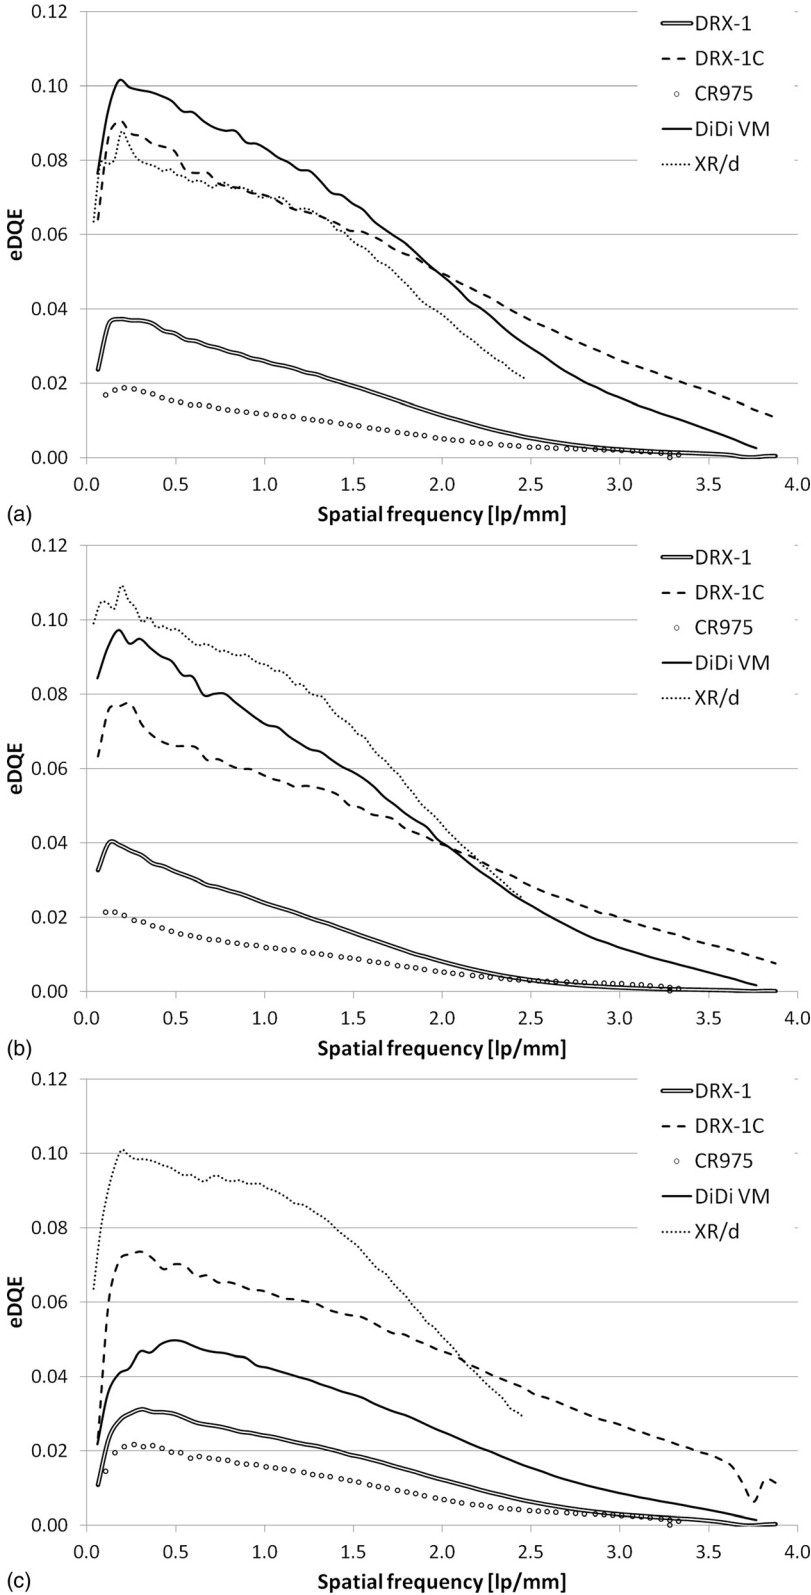 0.12
0.10
0.08
0.06
0.04
0.02
0.00
eDQE
DRX-1
DRX-1C
CR975
DiDi VM
XR/d
0.0 0.5 1.0 1.5 2.0 2.5 3.0 3.5 4.0
(a) Spatial frequency [lp/mm]
0.12
0.10
0.08
0.06
0.04
0.02
0.00
eDQE
DRX-1
DRX-1C
CR975
DiDi VM
XR/d
0.0 0.5 1.0 1.5 2.0 2.5 3.0 3.5 4.0
(b) Spatial frequency [lp/mm]
0.12
0.10
0.08
0.06
0.04
0.02
0.00
eDQE
DRX-1
DRX-1C
CR975
DiDi VM
XR/d
0.0 0.5 1.0 1.5 2.0 2.5 3.0 3.5 4.0
(c) Spatial frequency [lp/mm]